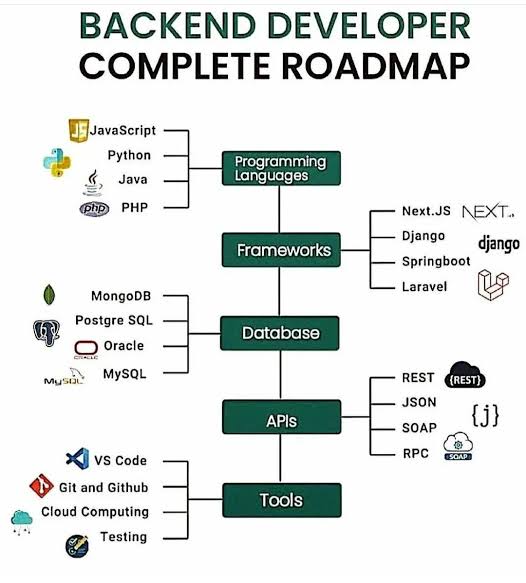 BACKEND DEVELOPER
COMPLETE ROADMAP
JS JavaScript
Python
Java
php PHP
Programming
Languages
Frameworks
Next.JS NEXT.JS
Django django
Springboot
Laravel
MongoDB
Postgre SQL
Oracle
ORACLE
MySQL MySQL
Database
APIs
REST {REST}
JSON {j}
SOAP
RPC SOAP
VS Code
Git and Github
Cloud Computing
Testing
Tools